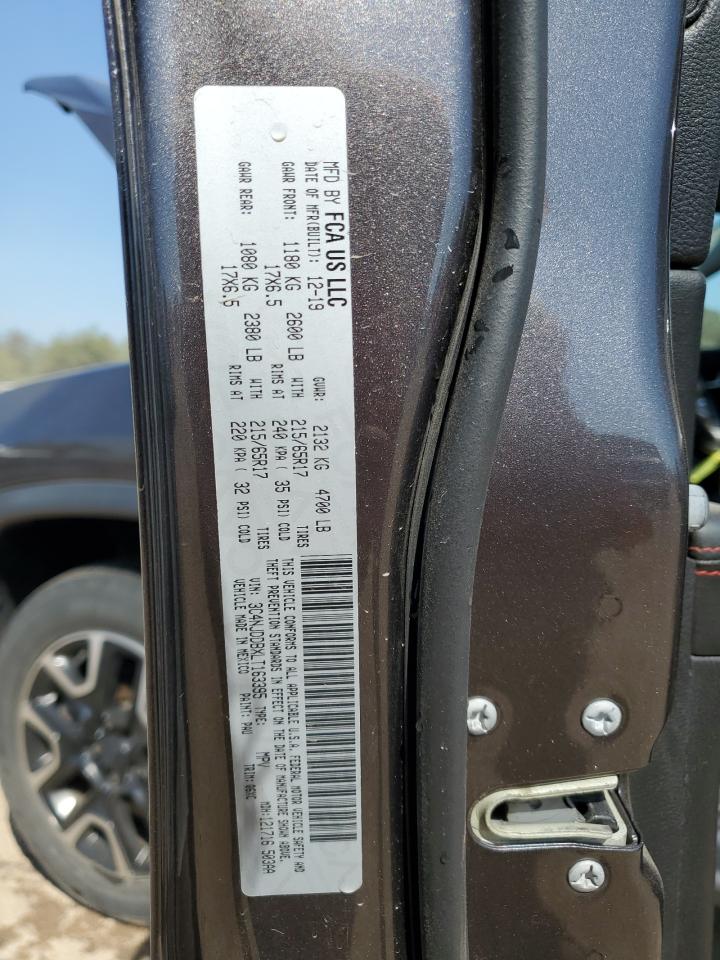 MFD BY FCA US LLC
DATE OF MFR(BUILT): 12-19 GVWR: 2132 KG 4700 LB
GAWR FRONT: 1180 KG 2600 LB WITH 215/65R17 TIRES
17X6.5 RIMS AT 240 KPA ( 35 PSI) COLD
GAWR REAR: 1080 KG 2380 LB WITH 215/65R17 TIRES
17X6.5 RIMS AT 220 KPA ( 32 PSI) COLD
THIS VEHICLE CONFORMS TO ALL APPLICABLE U.S.A. FEDERAL MOTOR VEHICLE SAFETY AND
THEFT PREVENTION STANDARDS IN EFFECT ON THE DATE OF MANUFACTURE SHOWN ABOVE.
VIN: 3C4NJDDBXLT163395 TYPE: MPV MDH:121716 503AA
VEHICLE MADE IN MEXICO PAINT: PAU TRIM: